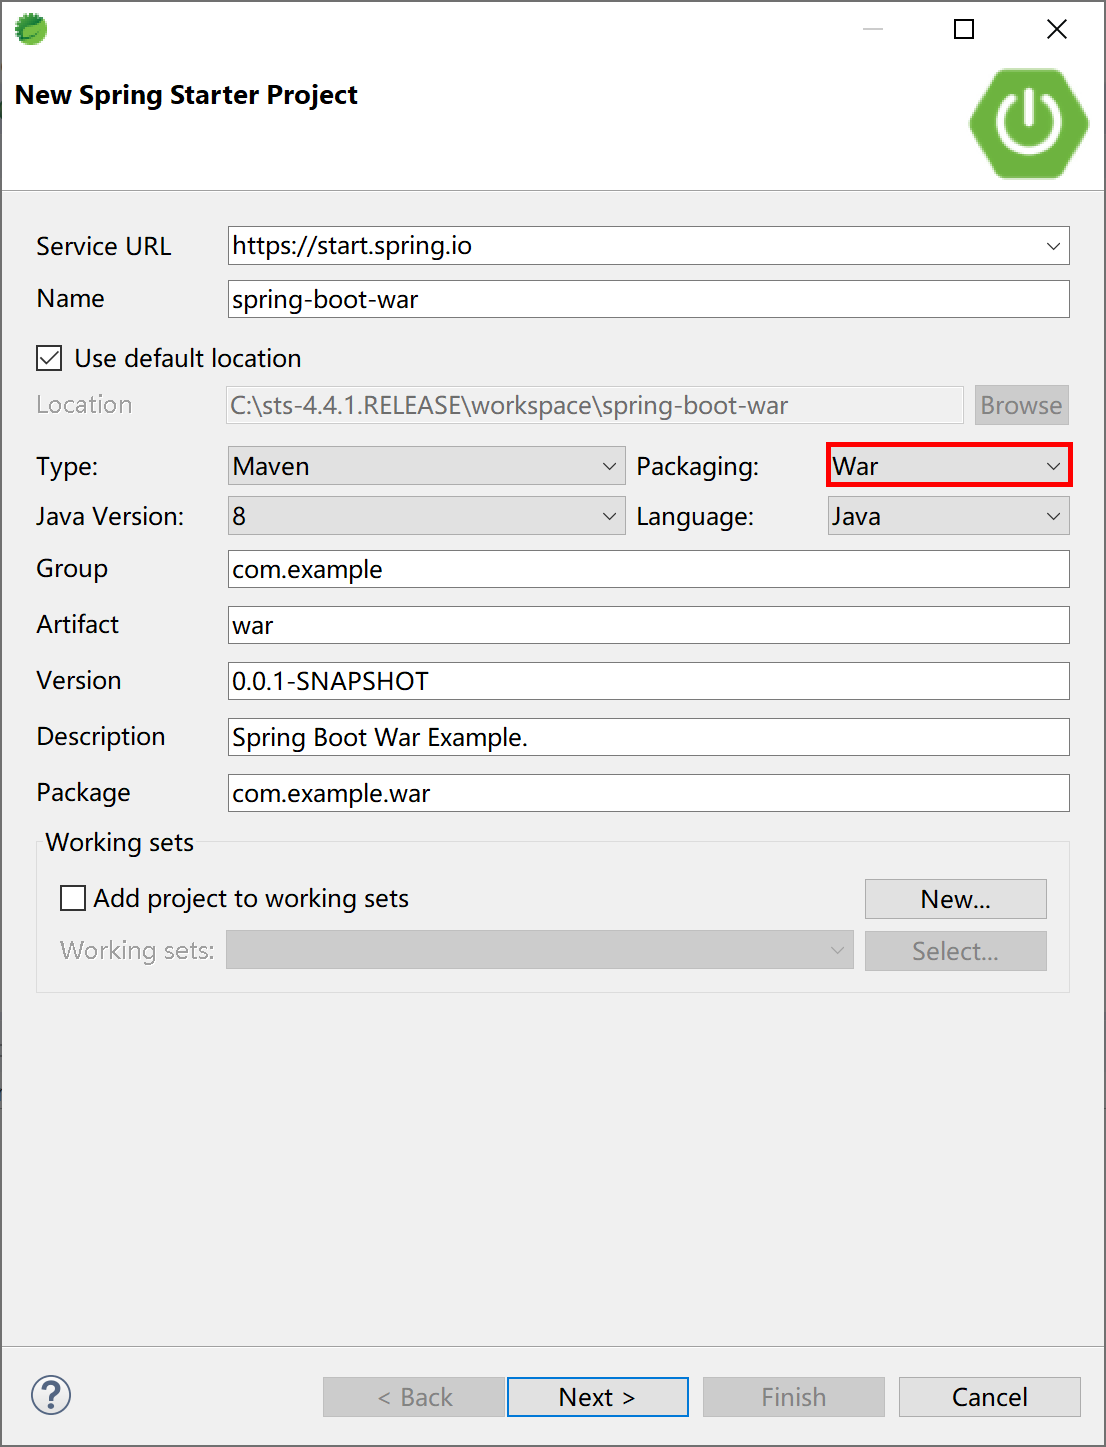 New Spring Starter Project
Service URL https://start.spring.io
Name spring-boot-war
Use default location
Location C:\sts-4.4.1.RELEASE\workspace\spring-boot-war Browse
Type: Maven Packaging: War
Java Version: 8 Language: Java
Group com.example
Artifact war
Version 0.0.1-SNAPSHOT
Description Spring Boot War Example.
Package com.example.war
Working sets
Add project to working sets New...
Working sets: Select...
? < Back Next > Finish Cancel